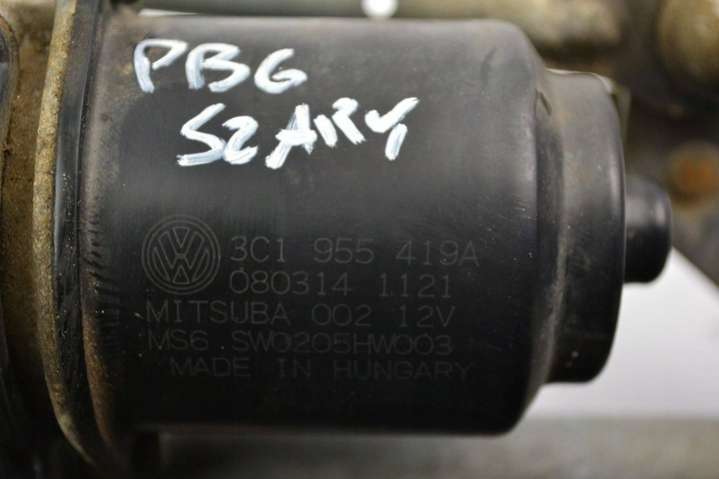 PBG
SZARY
3C1 955 419A
080314 1121
MITSUBA 002 12V
MS6 SW0205HW003
MADE IN HUNGARY